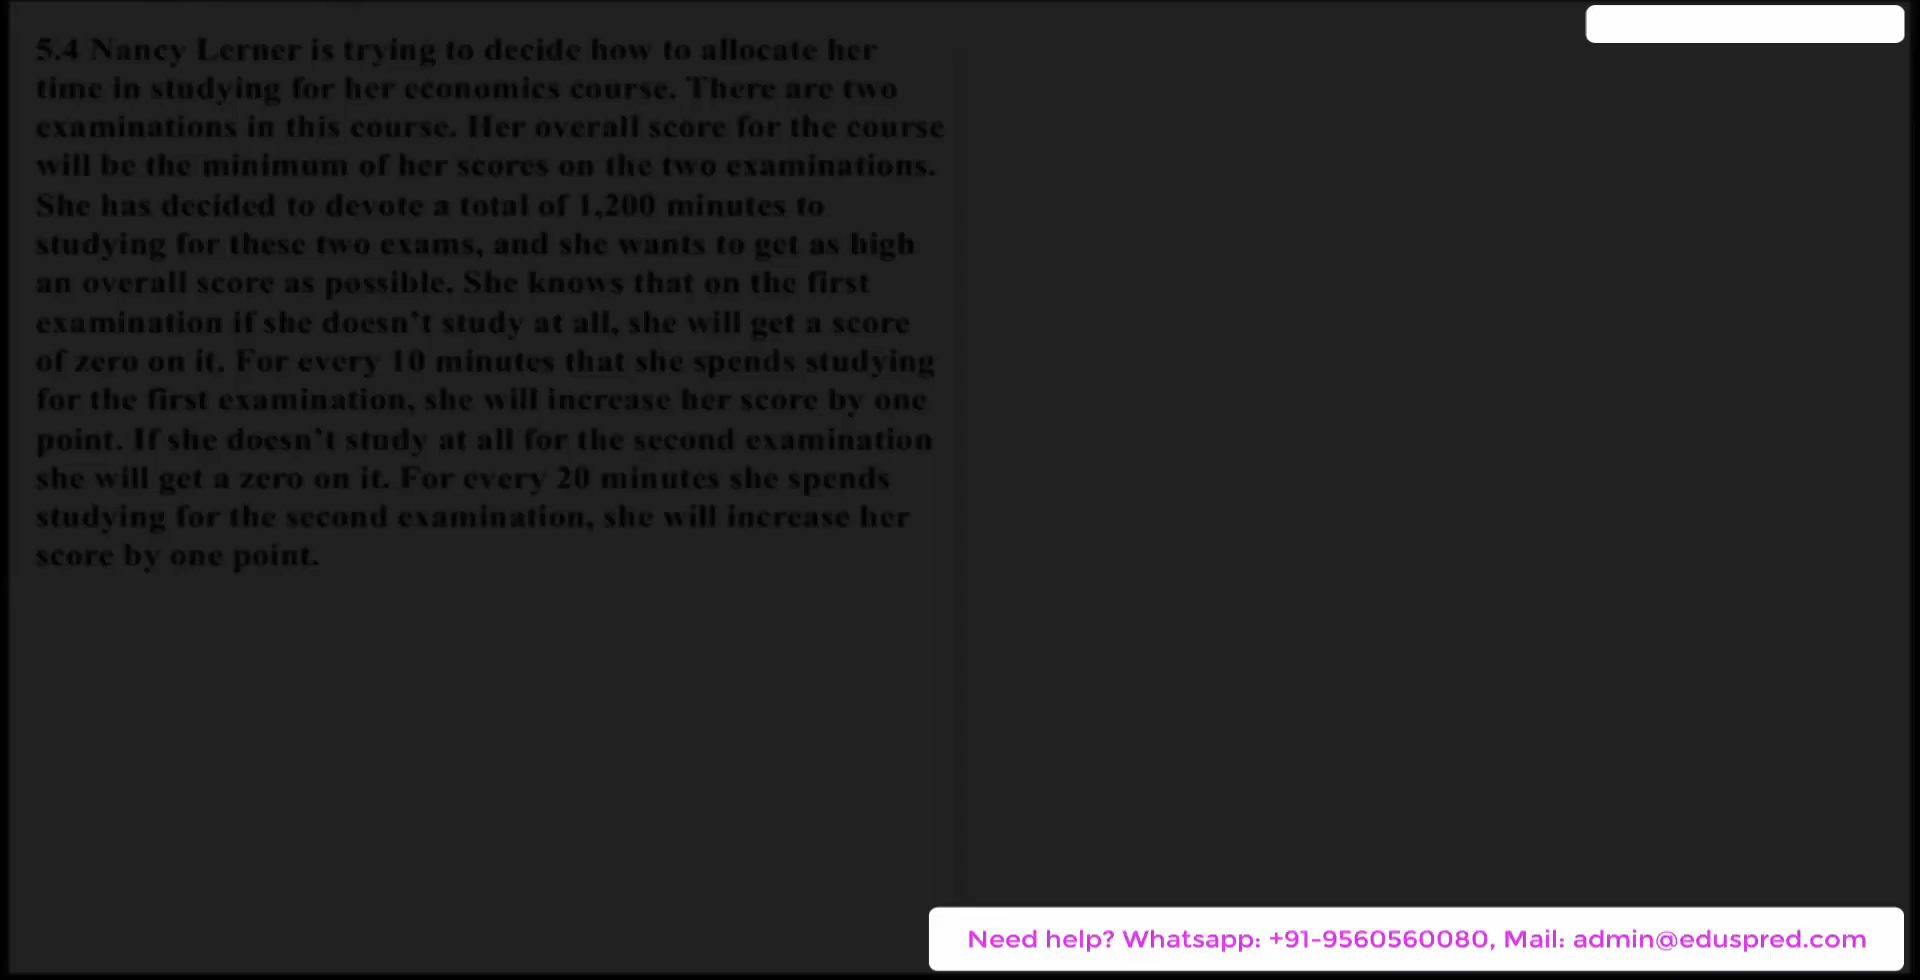 5.4 Nancy Lerner is trying to decide how to allocate her
time in studying for her economics course. There are two
examinations in this course. Her overall score for the course
will be the minimum of her scores on the two examinations.
She has decided to devote a total of 1,200 minutes to
studying for these two exams, and she wants to get as high
an overall score as possible. She knows that on the first
examination if she doesn’t study at all, she will get a score
of zero on it. For every 10 minutes that she spends studying
for the first examination, she will increase her score by one
point. If she doesn’t study at all for the second examination
she will get a zero on it. For every 20 minutes she spends
studying for the second examination, she will increase her
score by one point.
Need help? Whatsapp: +91-9560560080, Mail: admin@eduspred.com